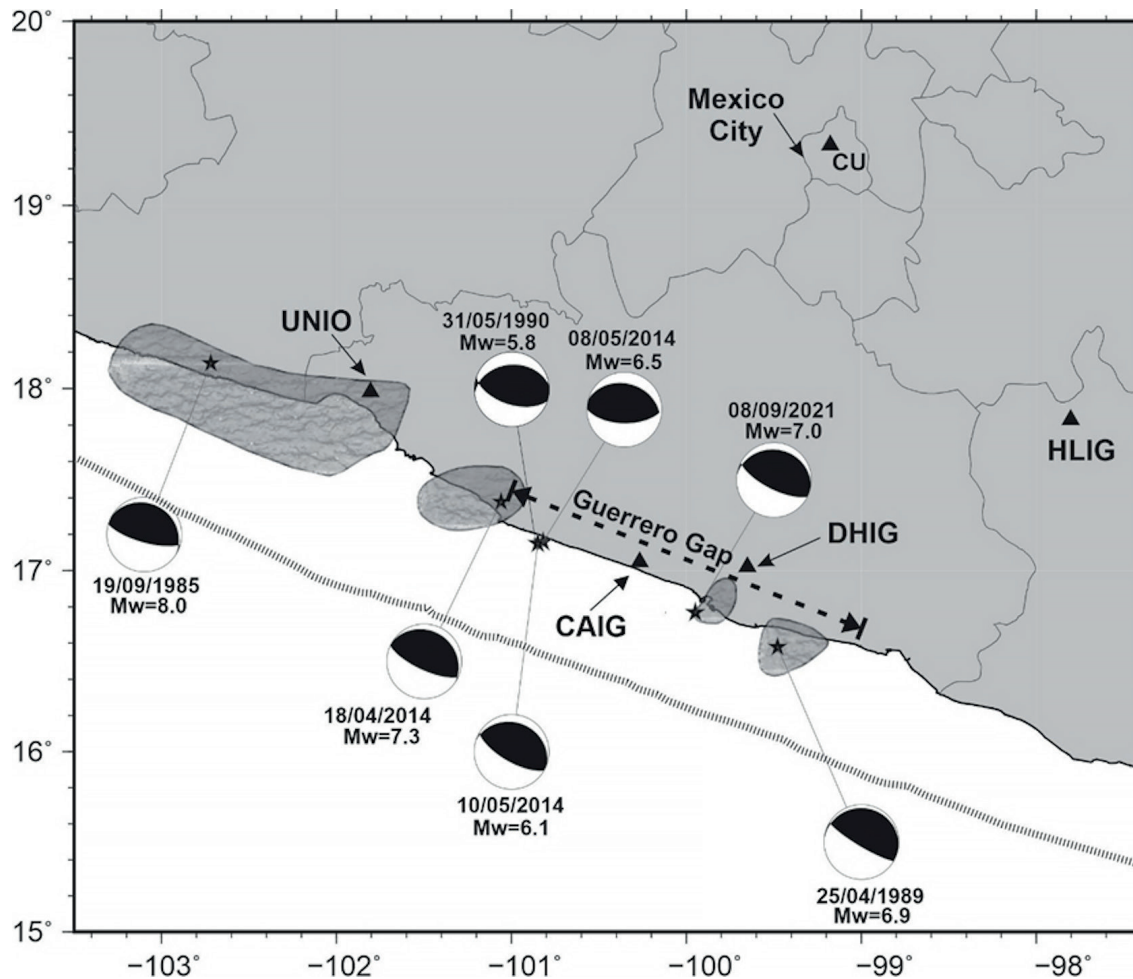 20°
Mexico
City
CU
19°
UNIO
31/05/1990
Mw=5.8
08/05/2014
Mw=6.5
18°
08/09/2021
Mw=7.0
HLIG
Guerrero Gap
DHIG
17°
19/09/1985
Mw=8.0
CAIG
18/04/2014
Mw=7.3
16°
10/05/2014
Mw=6.1
25/04/1989
Mw=6.9
15°
−103° −102° −101° −100° −99° −98°